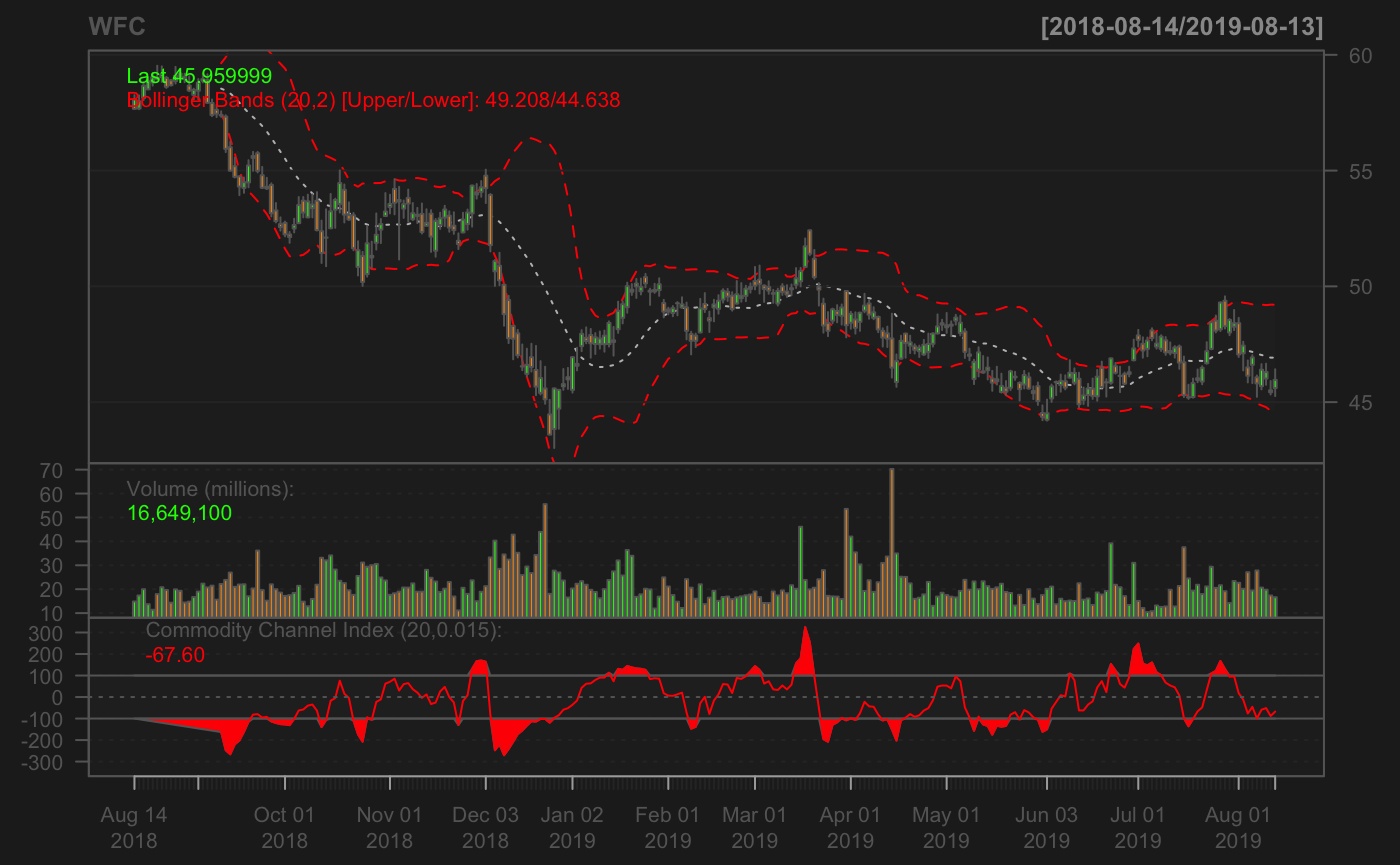 WFC [2018-08-14/2019-08-13]
Last 45.959999
Bollinger Bands (20,2) [Upper/Lower]: 49.208/44.638
60
55
50
45
Volume (millions):
16,649,100
70
60
50
40
30
20
10
Commodity Channel Index (20,0.015):
-67.60
300
200
100
0
-100
-200
-300
Aug 14 Oct 01 Nov 01 Dec 03 Jan 02 Feb 01 Mar 01 Apr 01 May 01 Jun 03 Jul 01 Aug 01
2018 2018 2018 2018 2019 2019 2019 2019 2019 2019 2019 2019